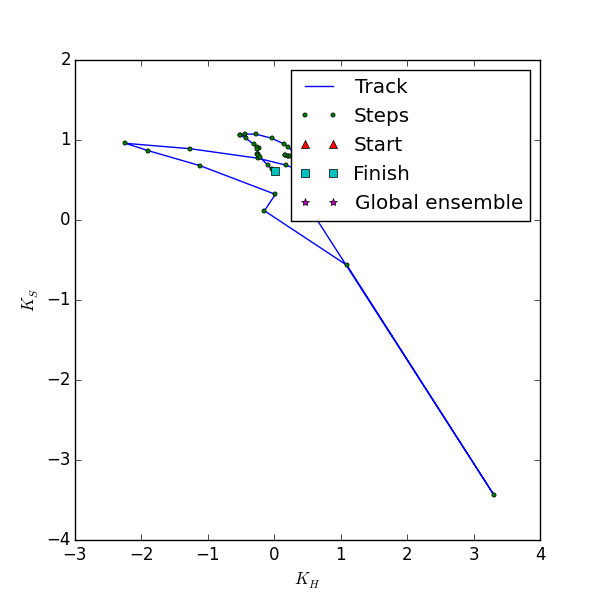 2
1
0
−1
−2
−3
−4
K_S
Track
Steps
Start
Finish
Global ensemble
−3 −2 −1 0 1 2 3 4
K_H